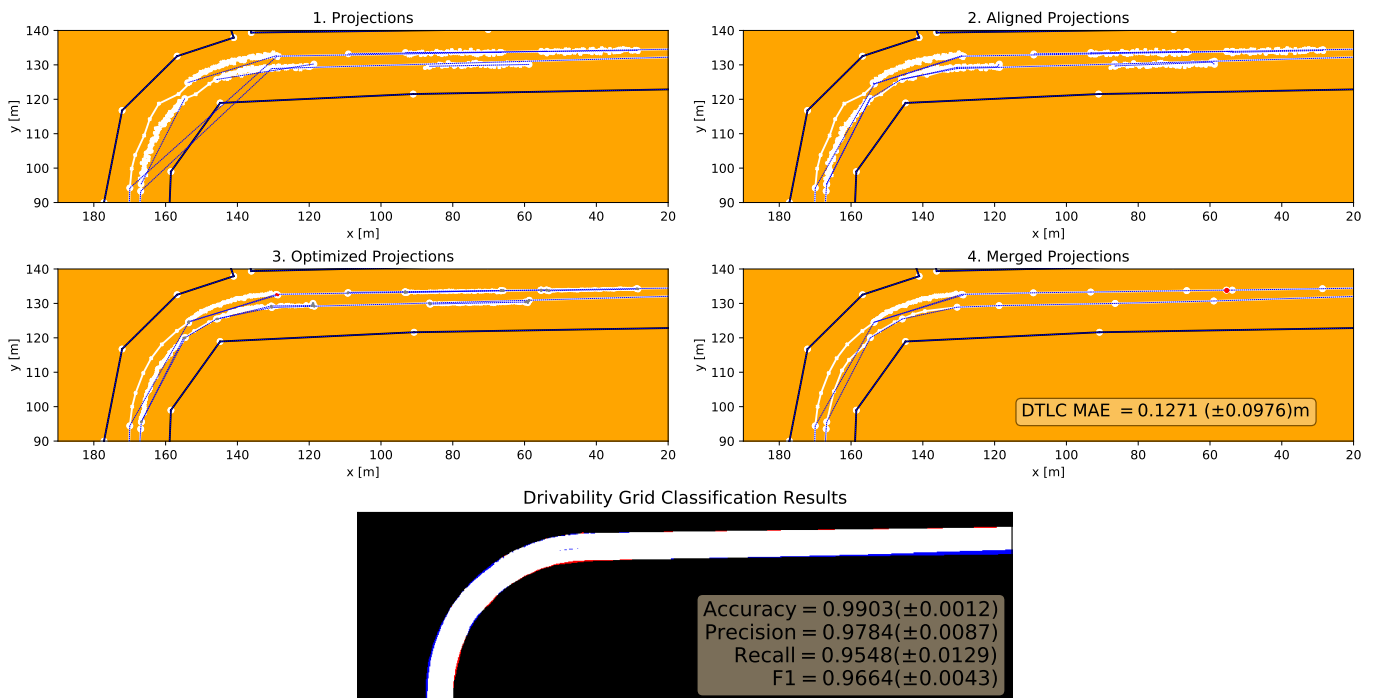 1. Projections
140
130
120
110
100
90
y [m]
180 160 140 120 100 80 60 40 20
x [m]
2. Aligned Projections
140
130
120
110
100
90
y [m]
180 160 140 120 100 80 60 40 20
x [m]
3. Optimized Projections
140
130
120
110
100
90
y [m]
180 160 140 120 100 80 60 40 20
x [m]
4. Merged Projections
140
130
120
110
100
90
y [m]
DTLC MAE = 0.1271 (±0.0976)m
180 160 140 120 100 80 60 40 20
x [m]
Drivability Grid Classification Results
Accuracy = 0.9903(±0.0012)
Precision = 0.9784(±0.0087)
Recall = 0.9548(±0.0129)
F1 = 0.9664(±0.0043)